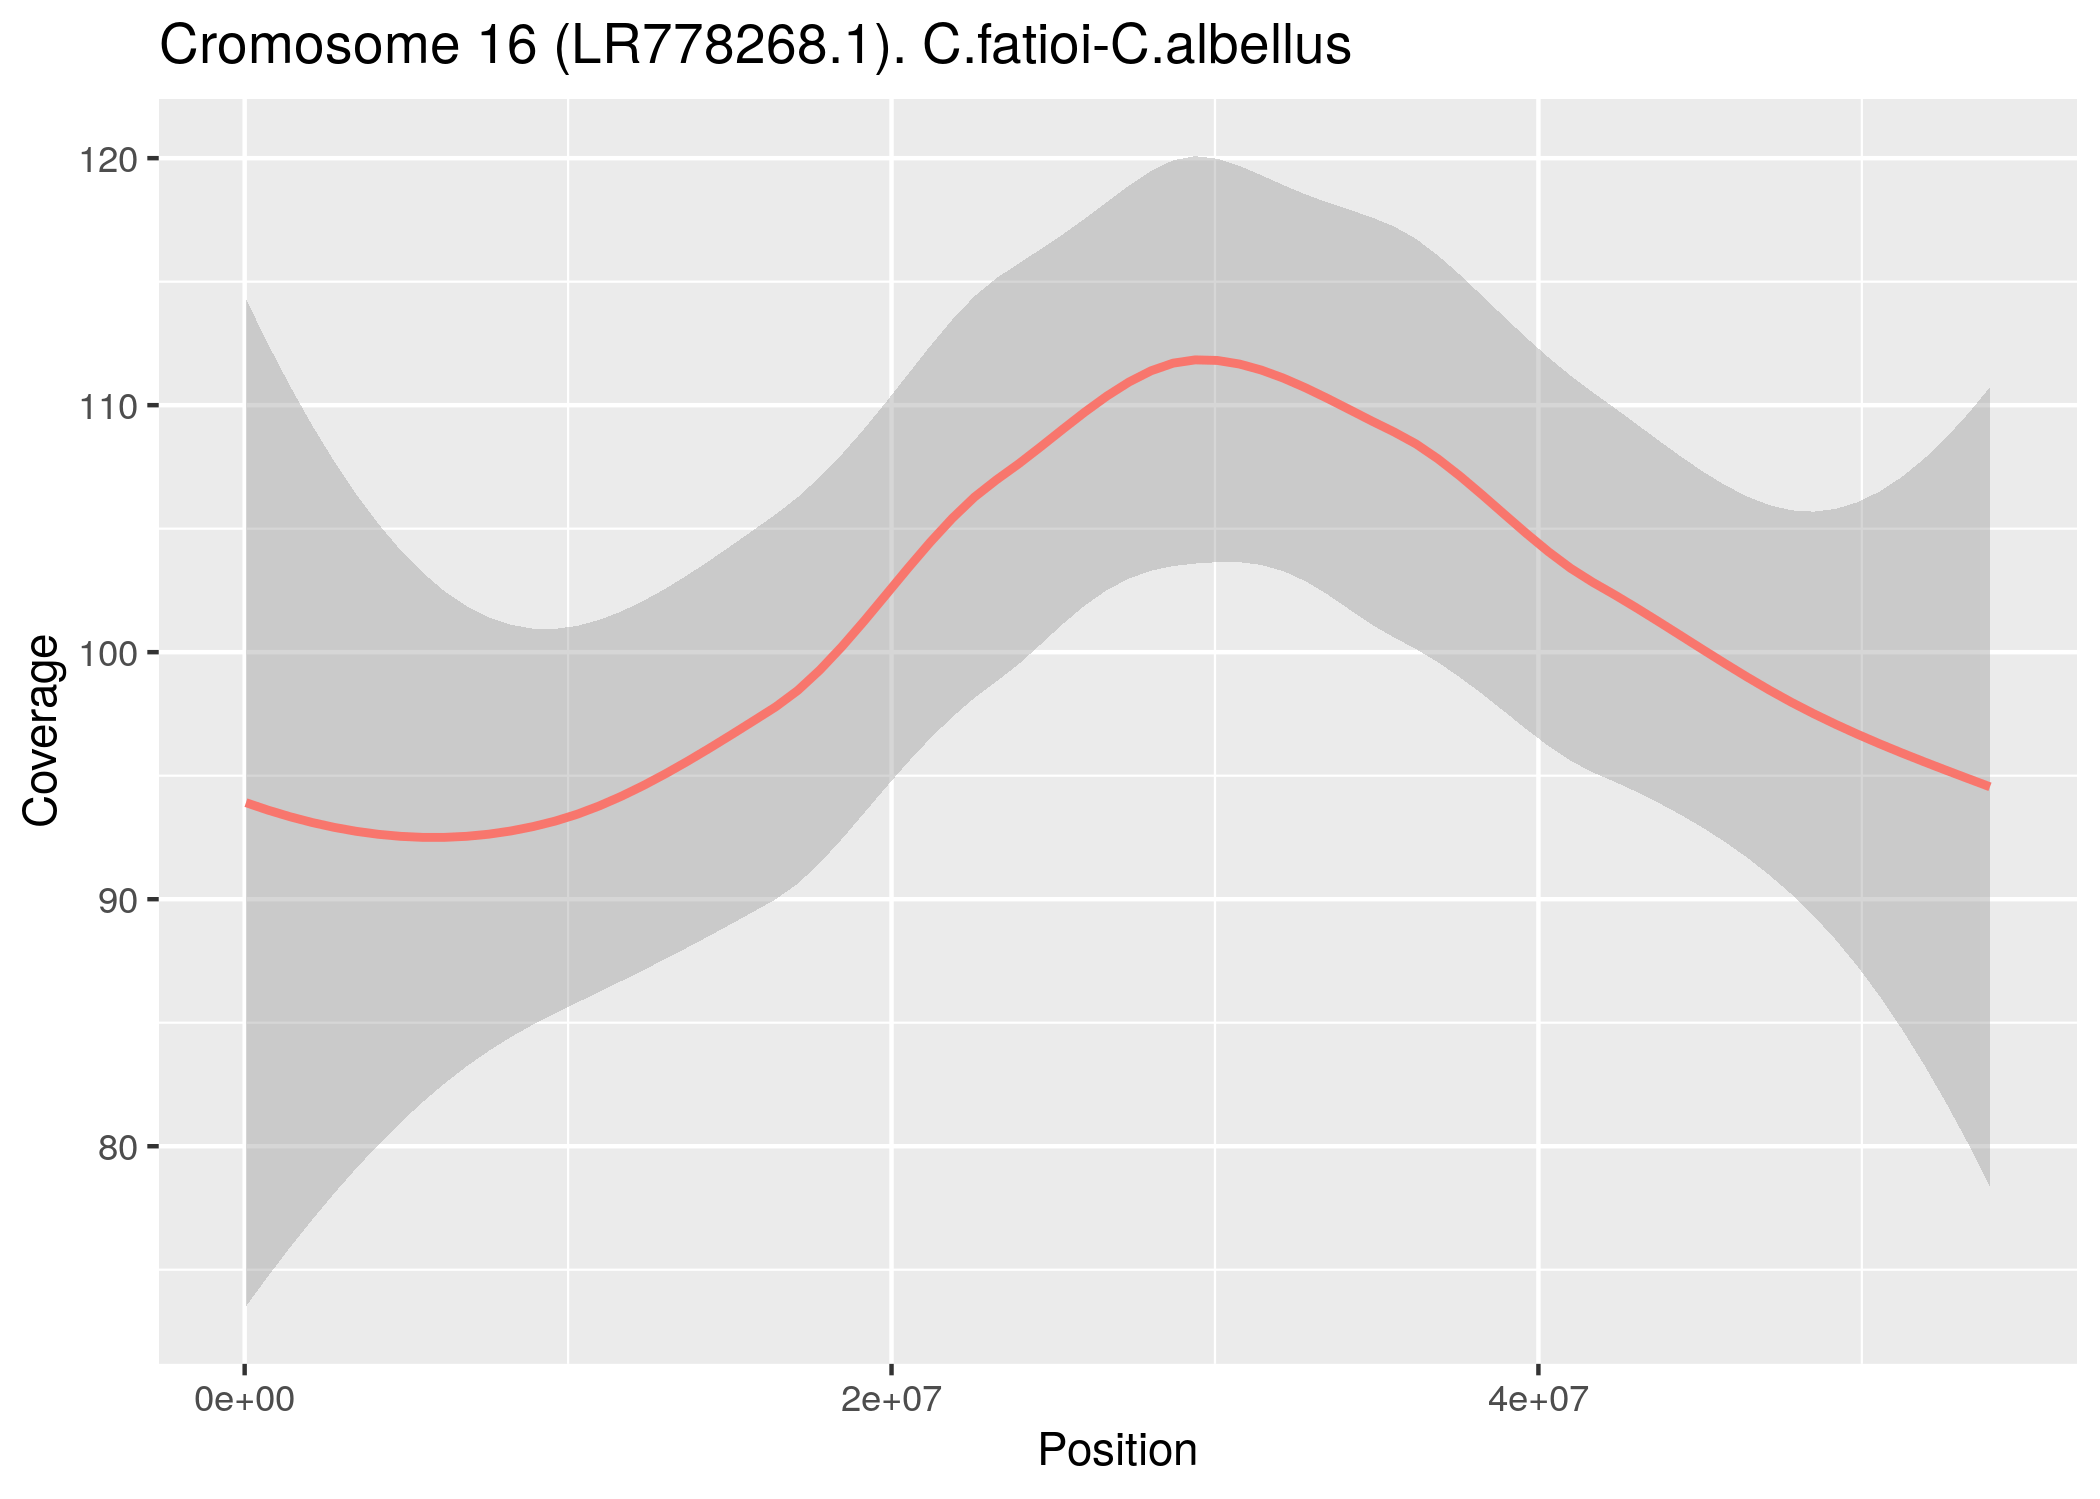 Cromosome 16 (LR778268.1). C.fatioi-C.albellus
120
110
100
90
80
Coverage
0e+00 2e+07 4e+07
Position